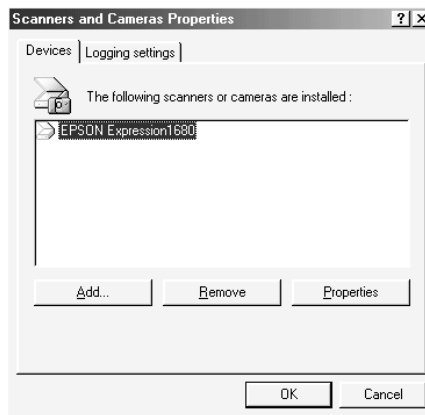 Scanners and Cameras Properties
Devices Logging settings
The following scanners or cameras are installed :
EPSON Expression1680
Add... Remove Properties
OK Cancel